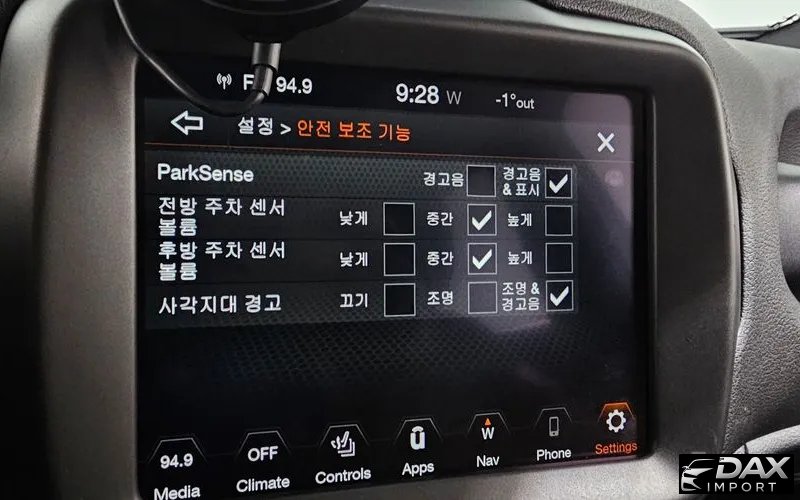 FM 94.9
9:28 W
-1°out
설정 > 안전 보조 기능
ParkSense 경고음 경고음
& 표시
전방 주차 센서
볼륨 낮게 중간 높게
후방 주차 센서
볼륨 낮게 중간 높게
사각지대 경고 끄기 조명 조명 &
경고음
94.9
Media
OFF
Climate
Controls
Apps
W
Nav
Phone
Settings
DAX
IMPORT